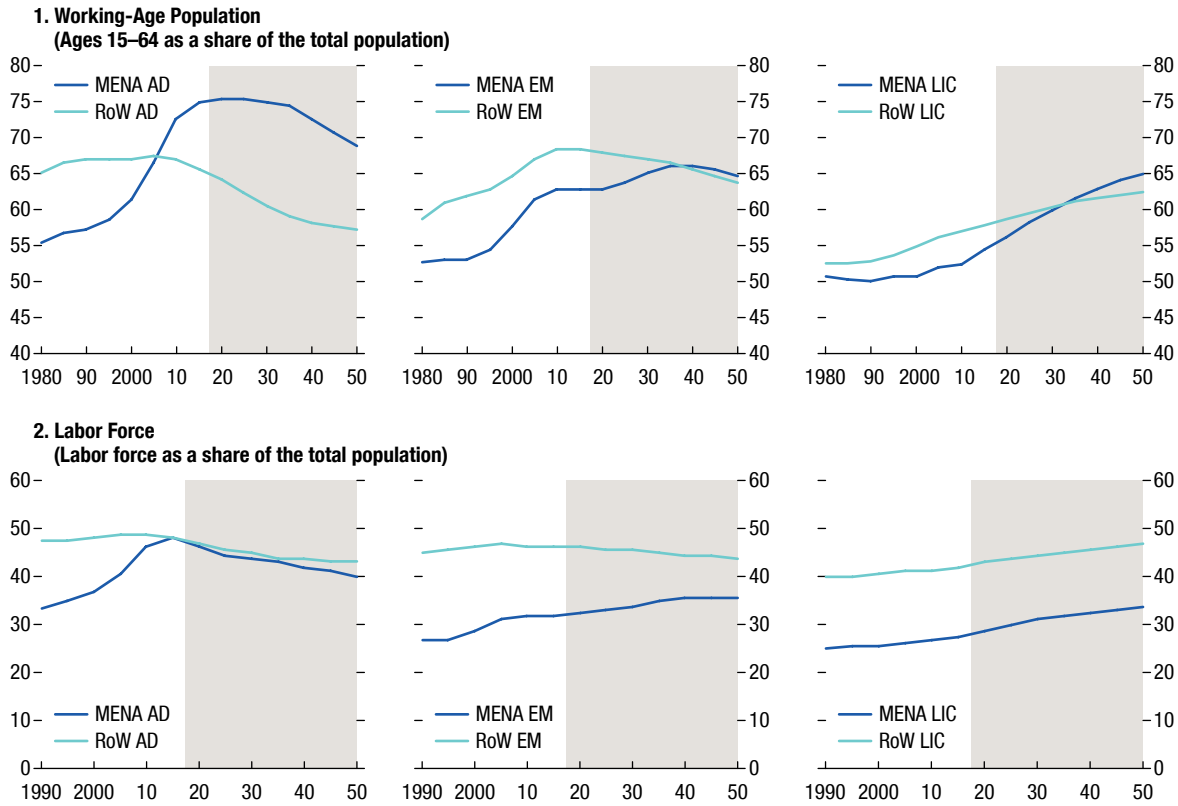 1. Working-Age Population
(Ages 15–64 as a share of the total population)
80 80 80
MENA AD MENA EM MENA LIC
75 75 75
RoW AD RoW EM RoW LIC
70 70 70
65 65 65
60 60 60
55 55 55
50 50 50
45 45 45
40 40 40
1980 90 2000 10 20 30 40 50 1980 90 2000 10 20 30 40 50 1980 90 2000 10 20 30 40 50
2. Labor Force
(Labor force as a share of the total population)
60 60 60
50 50 50
40 40 40
30 30 30
20 20 20
MENA AD MENA EM MENA LIC
10 10 10
RoW AD RoW EM RoW LIC
0 0 0
1990 2000 10 20 30 40 50 1990 2000 10 20 30 40 50 1990 2000 10 20 30 40 50